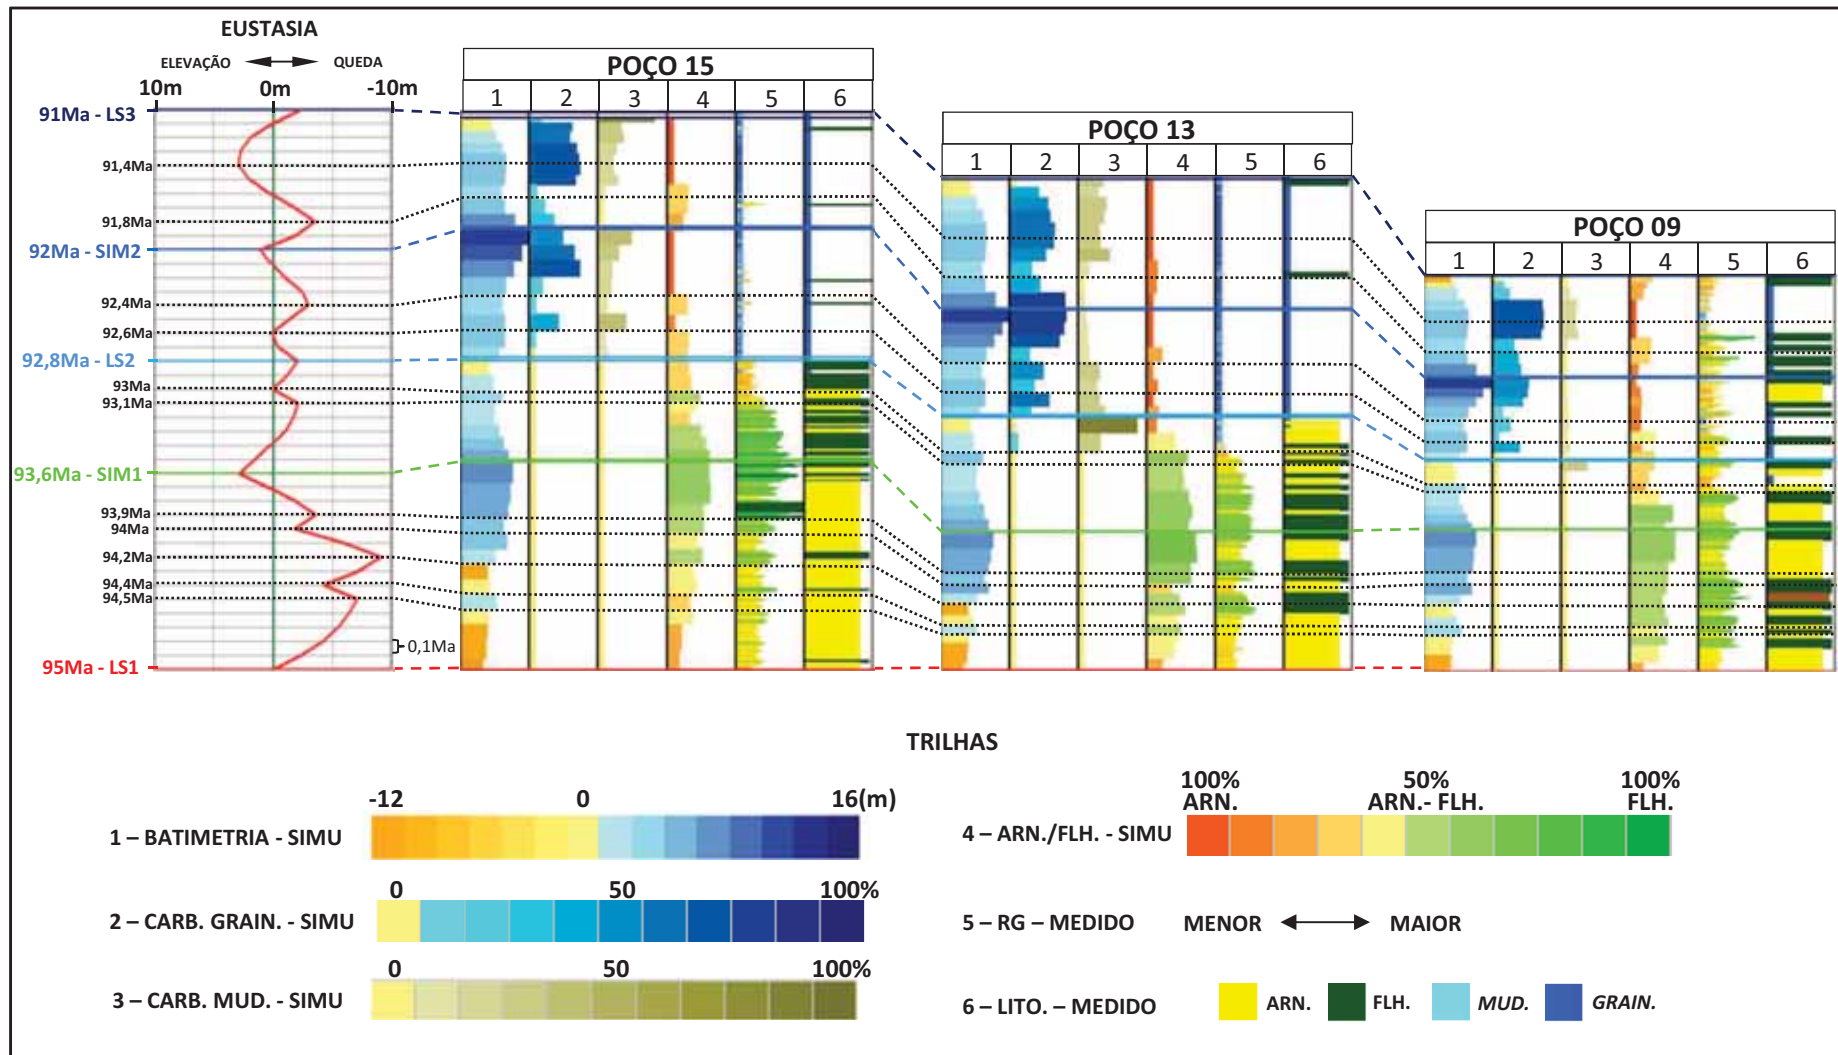 EUSTASIA
ELEVAÇÃO QUEDA
10m 0m -10m
91Ma - LS3
91,4Ma
91,8Ma
92Ma - SIM2
92,4Ma
92,6Ma
92,8Ma - LS2
93Ma
93,1Ma
93,6Ma - SIM1
93,9Ma
94Ma
94,2Ma
94,4Ma
94,5Ma
0,1Ma
95Ma - LS1
POÇO 15
1 2 3 4 5 6
POÇO 13
1 2 3 4 5 6
POÇO 09
1 2 3 4 5 6
TRILHAS
-12 0 16(m)
1 – BATIMETRIA - SIMU
0 50 100%
2 – CARB. GRAIN. - SIMU
0 50 100%
3 – CARB. MUD. - SIMU
100% 50% 100%
ARN. ARN.- FLH. FLH.
4 – ARN./FLH. - SIMU
5 – RG – MEDIDO MENOR MAIOR
6 – LITO. – MEDIDO ARN. FLH. MUD. GRAIN.